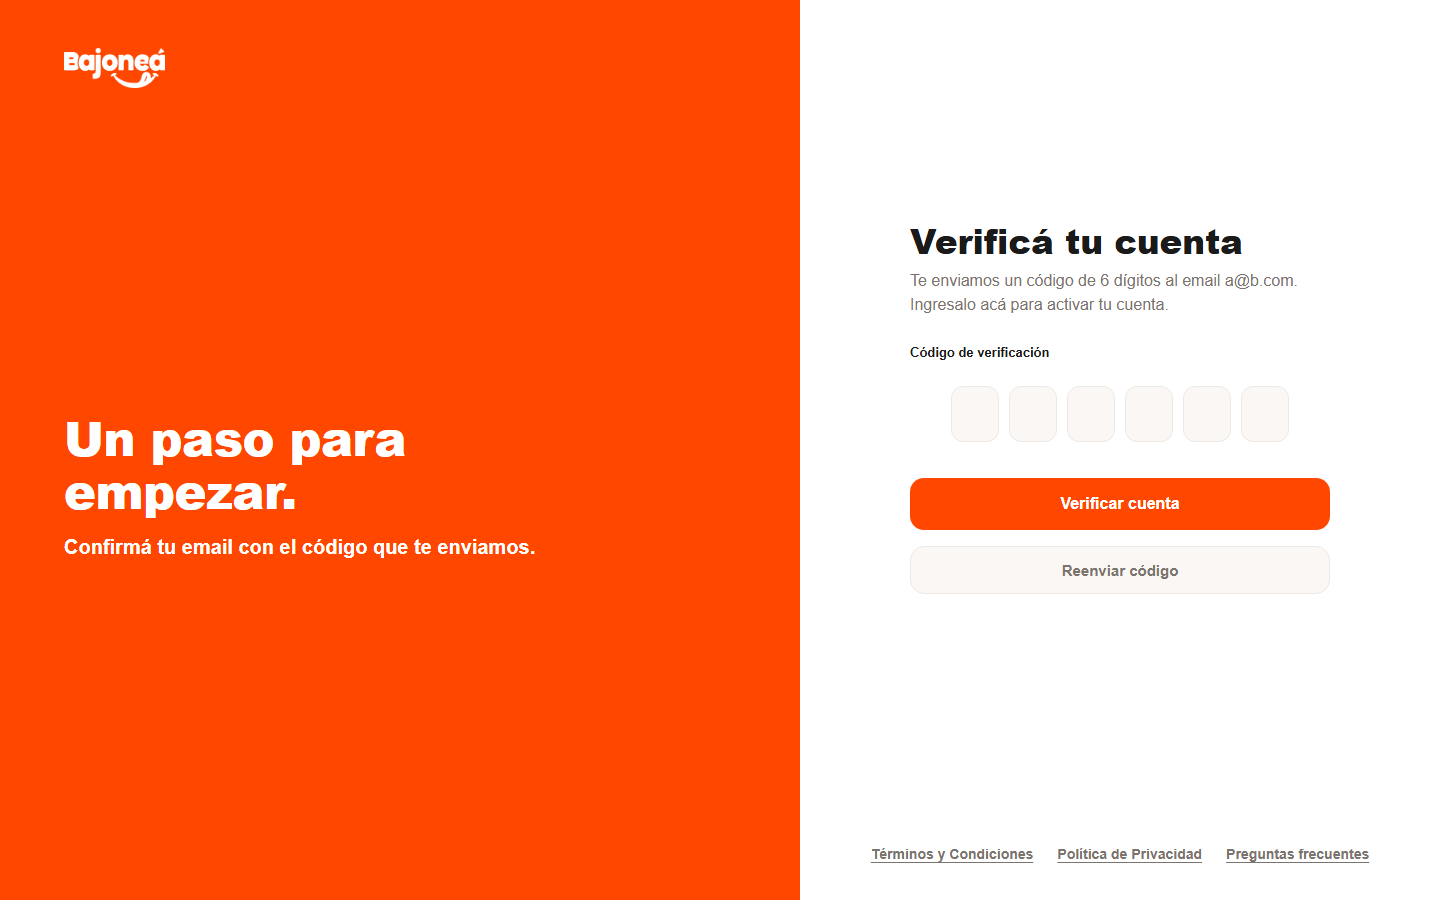 Bajoneá
Un paso para
empezar.
Confirmá tu email con el código que te enviamos.
Verificá tu cuenta
Te enviamos un código de 6 dígitos al email a@b.com.
Ingresalo acá para activar tu cuenta.
Código de verificación
Verificar cuenta
Reenviar código
Términos y Condiciones Política de Privacidad Preguntas frecuentes